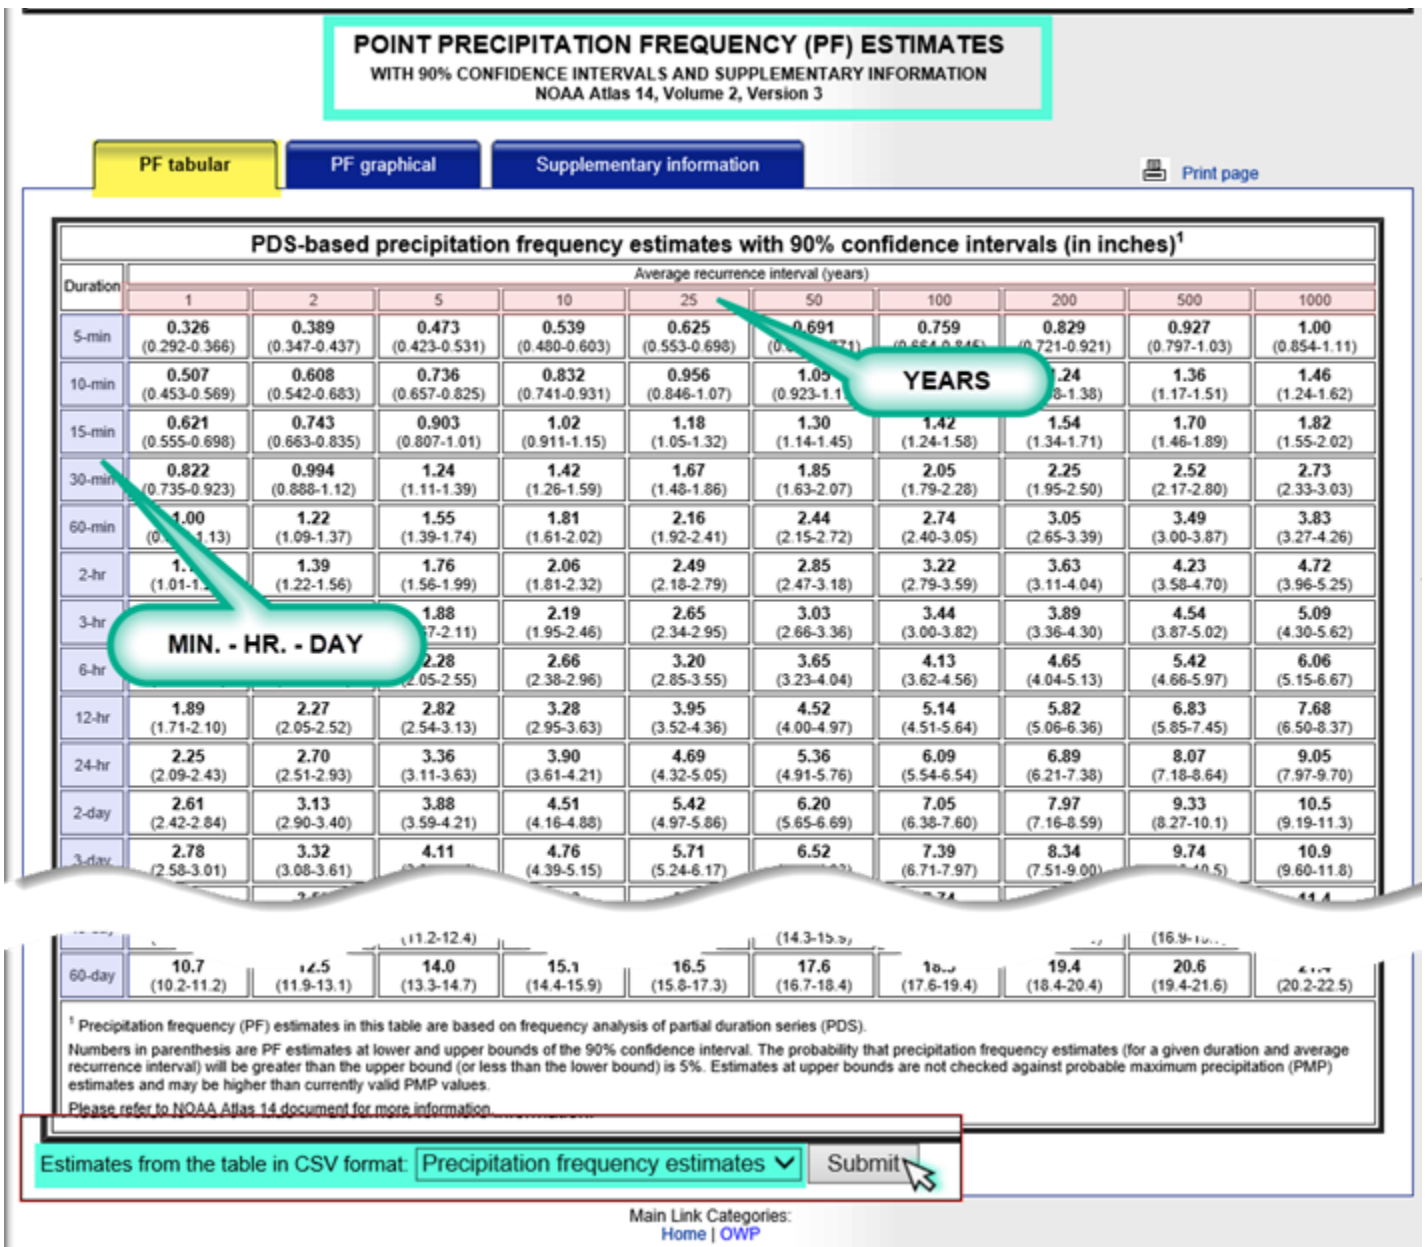 POINT PRECIPITATION FREQUENCY (PF) ESTIMATES
WITH 90% CONFIDENCE INTERVALS AND SUPPLEMENTARY INFORMATION
NOAA Atlas 14, Volume 2, Version 3
PF tabular PF graphical Supplementary information Print page
PDS-based precipitation frequency estimates with 90% confidence intervals (in inches)1
Duration Average recurrence interval (years)
1 2 5 10 25 50 100 200 500 1000
5-min 0.326 0.389 0.473 0.539 0.625 0.691 0.759 0.829 0.927 1.00
(0.292-0.366) (0.347-0.437) (0.423-0.531) (0.480-0.603) (0.553-0.698) (0.721-0.921) (0.797-1.03) (0.854-1.11)
10-min 0.507 0.608 0.736 0.832 0.956 1.05 YEARS 1.24 1.36 1.46
(0.453-0.569) (0.542-0.683) (0.657-0.825) (0.741-0.931) (0.846-1.07) (1.17-1.51) (1.24-1.62)
15-min 0.621 0.743 0.903 1.02 1.18 1.30 1.42 1.54 1.70 1.82
(0.555-0.698) (0.663-0.835) (0.807-1.01) (0.911-1.15) (1.05-1.32) (1.14-1.45) (1.24-1.58) (1.34-1.71) (1.46-1.89) (1.55-2.02)
30-min 0.822 0.994 1.24 1.42 1.67 1.85 2.05 2.25 2.52 2.73
(0.735-0.923) (0.888-1.12) (1.11-1.39) (1.26-1.59) (1.48-1.86) (1.63-2.07) (1.79-2.28) (1.95-2.50) (2.17-2.80) (2.33-3.03)
60-min 1.00 1.22 1.55 1.81 2.16 2.44 2.74 3.05 3.49 3.83
(1.09-1.37) (1.39-1.74) (1.61-2.02) (1.92-2.41) (2.15-2.72) (2.40-3.05) (2.65-3.39) (3.00-3.87) (3.27-4.26)
2-hr 1.39 1.76 2.06 2.49 2.85 3.22 3.63 4.23 4.72
(1.22-1.56) (1.56-1.99) (1.81-2.32) (2.18-2.79) (2.47-3.18) (2.79-3.59) (3.11-4.04) (3.58-4.70) (3.96-5.25)
3-hr 1.88 2.19 2.65 3.03 3.44 3.89 4.54 5.09
(1.95-2.46) (2.34-2.95) (2.66-3.36) (3.00-3.82) (3.36-4.30) (3.87-5.02) (4.30-5.62)
MIN. - HR. - DAY
6-hr 2.28 2.66 3.20 3.65 4.13 4.65 5.42 6.06
(2.38-2.96) (2.85-3.55) (3.23-4.04) (3.62-4.56) (4.04-5.13) (4.66-5.97) (5.15-6.67)
12-hr 1.89 2.27 2.82 3.28 3.95 4.52 5.14 5.82 6.83 7.68
(1.71-2.10) (2.05-2.52) (2.54-3.13) (2.95-3.63) (3.52-4.36) (4.00-4.97) (4.51-5.64) (5.06-6.36) (5.85-7.45) (6.50-8.37)
24-hr 2.25 2.70 3.36 3.90 4.69 5.36 6.09 6.89 8.07 9.05
(2.09-2.43) (2.51-2.93) (3.11-3.63) (3.61-4.21) (4.32-5.05) (4.91-5.76) (5.54-6.54) (6.21-7.38) (7.18-8.64) (7.97-9.70)
2-day 2.61 3.13 3.88 4.51 5.42 6.20 7.05 7.97 9.33 10.5
(2.42-2.84) (2.90-3.40) (3.59-4.21) (4.16-4.88) (4.97-5.86) (5.65-6.69) (6.38-7.60) (7.16-8.59) (8.27-10.1) (9.19-11.3)
3-day 2.78 3.32 4.11 4.76 5.71 6.52 7.39 8.34 9.74 10.9
(2.58-3.01) (3.08-3.61) (4.39-5.15) (5.24-6.17) (6.71-7.97) (7.51-9.00) (9.60-11.8)
(11.2-12.4) (14.3-15.9)
60-day 10.7 12.5 14.0 15.1 16.5 17.6 19.4 20.6
(10.2-11.2) (11.9-13.1) (13.3-14.7) (14.4-15.9) (15.8-17.3) (16.7-18.4) (17.6-19.4) (18.4-20.4) (19.4-21.6) (20.2-22.5)
1 Precipitation frequency (PF) estimates in this table are based on frequency analysis of partial duration series (PDS).
Numbers in parenthesis are PF estimates at lower and upper bounds of the 90% confidence interval. The probability that precipitation frequency estimates (for a given duration and average
recurrence interval) will be greater than the upper bound (or less than the lower bound) is 5%. Estimates at upper bounds are not checked against probable maximum precipitation (PMP)
estimates and may be higher than currently valid PMP values.
Please refer to NOAA Atlas 14 document for more information.
Estimates from the table in CSV format: Precipitation frequency estimates Submit
Main Link Categories:
Home | OWP